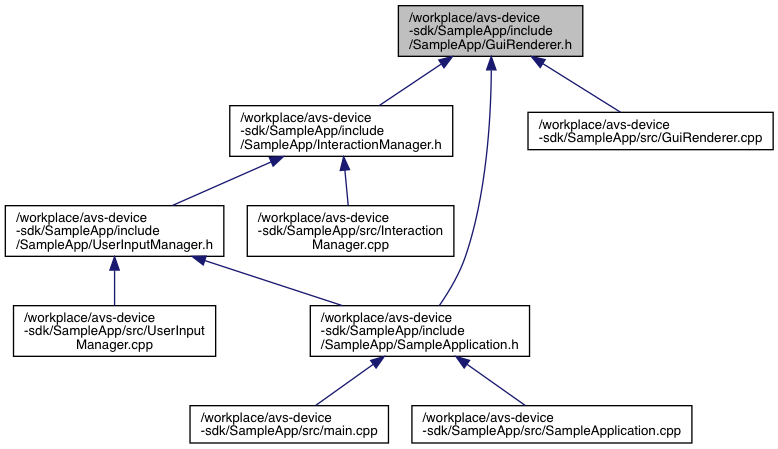 /workplace/avs-device
-sdk/SampleApp/include
/SampleApp/GuiRenderer.h
/workplace/avs-device
-sdk/SampleApp/include
/SampleApp/InteractionManager.h
/workplace/avs-device
-sdk/SampleApp/src/GuiRenderer.cpp
/workplace/avs-device
-sdk/SampleApp/include
/SampleApp/UserInputManager.h
/workplace/avs-device
-sdk/SampleApp/src/Interaction
Manager.cpp
/workplace/avs-device
-sdk/SampleApp/src/UserInput
Manager.cpp
/workplace/avs-device
-sdk/SampleApp/include
/SampleApp/SampleApplication.h
/workplace/avs-device
-sdk/SampleApp/src/main.cpp
/workplace/avs-device
-sdk/SampleApp/src/SampleApplication.cpp